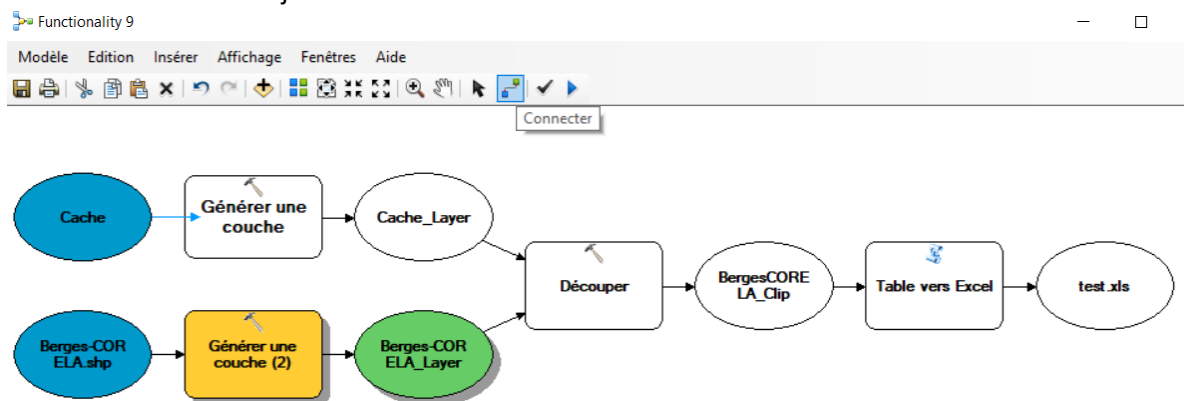 Functionality 9
Modèle Edition Insérer Affichage Fenêtres Aide
Connecter
Cache
Générer une
couche
Cache_Layer
Découper
BergesCORE
LA_Clip
Table vers Excel
test.xls
Berges-COR
ELA.shp
Générer une
couche (2)
Berges-COR
ELA_Layer